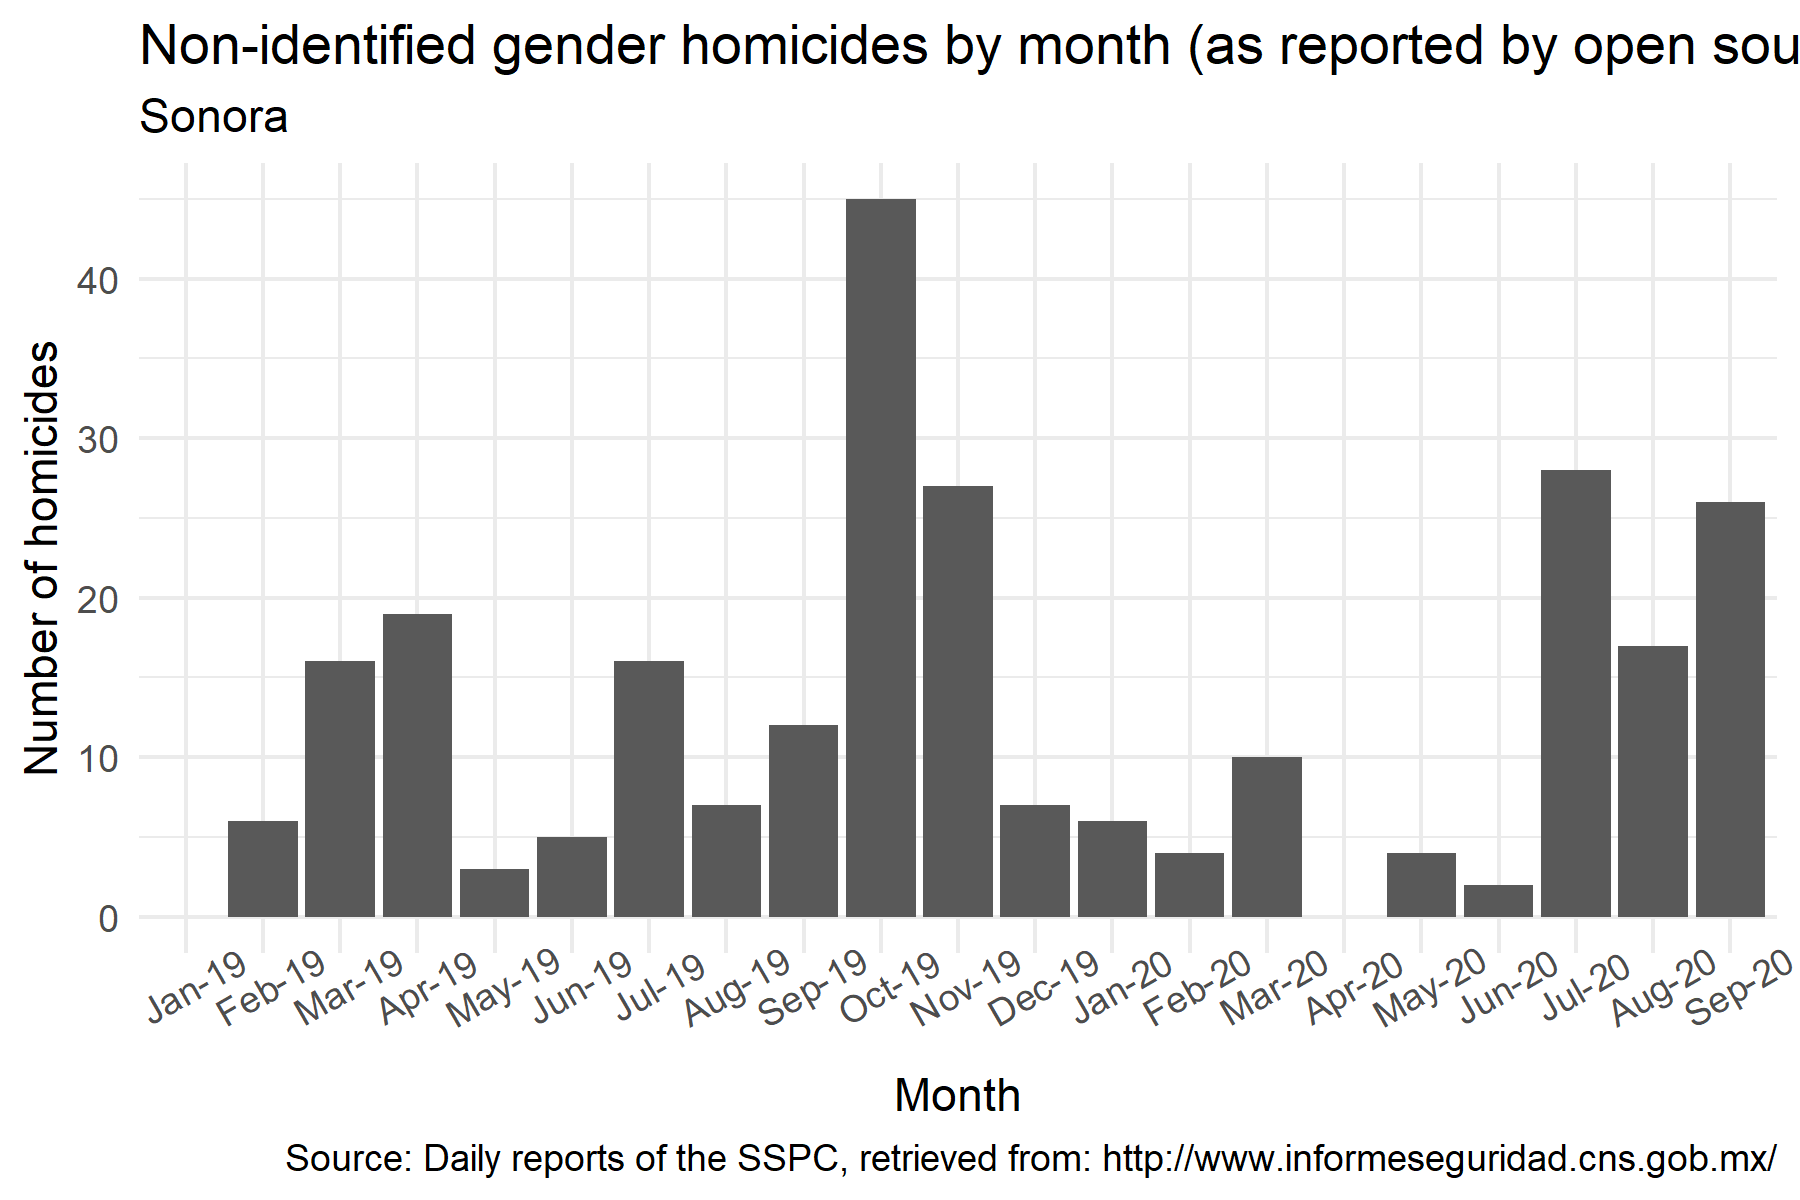 Non-identified gender homicides by month (as reported by open sou
Sonora
Number of homicides
40
30
20
10
0
Jan-19
Feb-19
Mar-19
Apr-19
May-19
Jun-19
Jul-19
Aug-19
Sep-19
Oct-19
Nov-19
Dec-19
Jan-20
Feb-20
Mar-20
Apr-20
May-20
Jun-20
Jul-20
Aug-20
Sep-20
Month
Source: Daily reports of the SSPC, retrieved from: http://www.informeseguridad.cns.gob.mx/